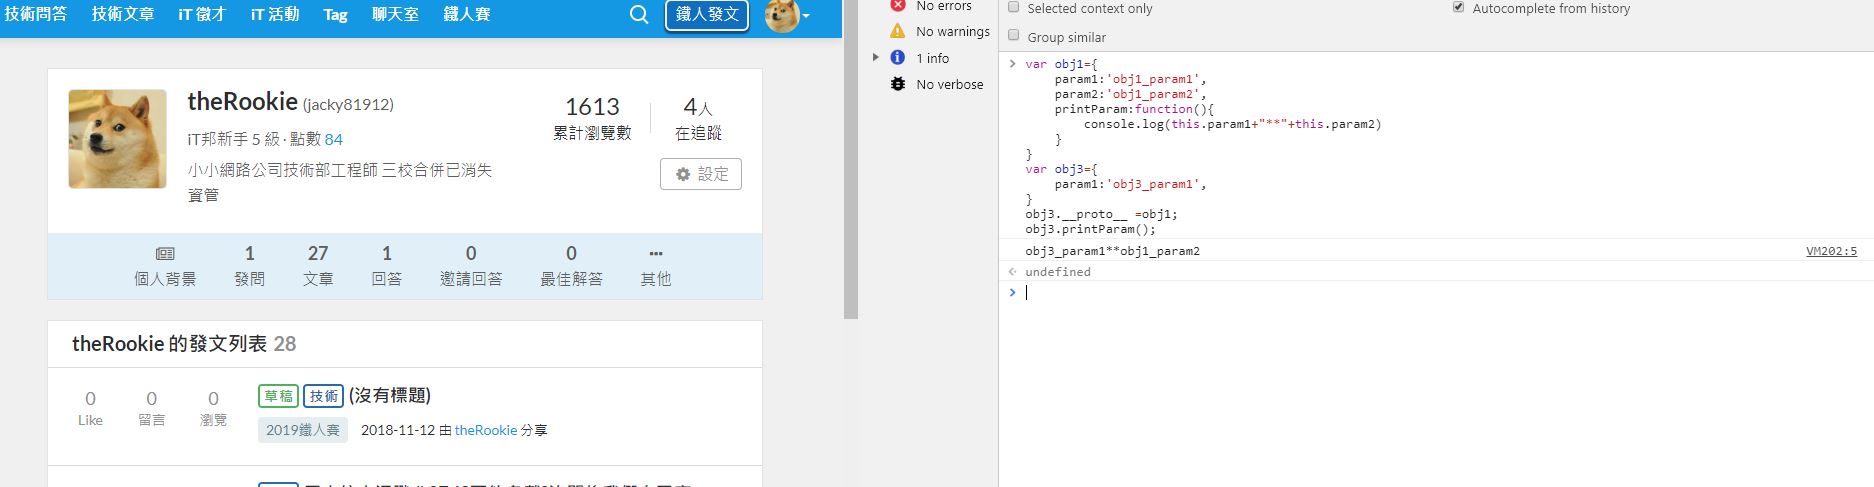 技術問答 技術文章 iT 徵才 iT 活動 Tag 聊天室 鐵人賽 鐵人發文
theRookie (jacky81912)
iT邦新手 5 級 · 點數 84
小小網路公司技術部工程師 三校合併已消失
資管
1613
累計瀏覽數
4人
在追蹤
設定
1 27 1 0 0
個人背景 發問 文章 回答 邀請回答 最佳解答 其他
theRookie 的發文列表 28
0 0 0
Like 留言 瀏覽
草稿 技術 (沒有標題)
2019鐵人賽 2018-11-12 由 theRookie 分享
No errors
No warnings
1 info
No verbose
Selected context only
Autocomplete from history
Group similar
var obj1={
param1:'obj1_param1',
param2:'obj1_param2',
printParam:function(){
console.log(this.param1+"**"+this.param2)
}
}
var obj3={
param1:'obj3_param1',
}
obj3.__proto__ =obj1;
obj3.printParam();
obj3_param1**obj1_param2 VM202:5
undefined